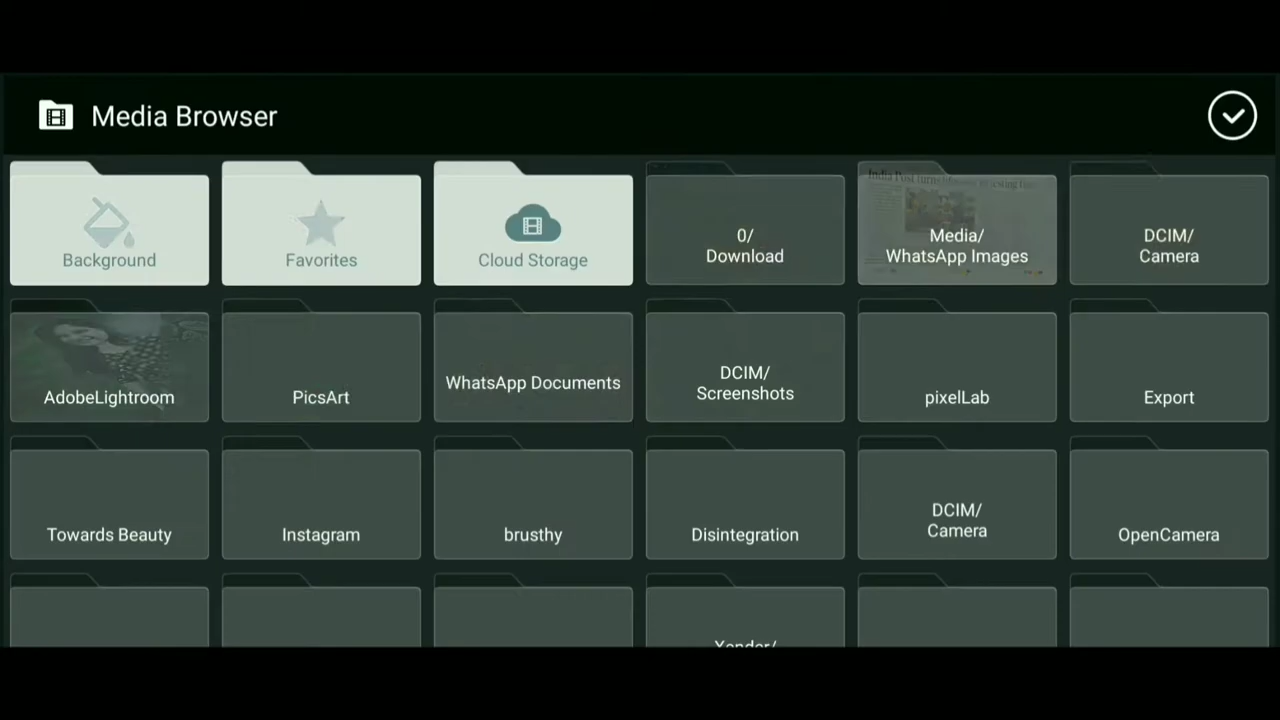 Media Browser
Background
Favorites
Cloud Storage
0/
Download
Media/
WhatsApp Images
DCIM/
Camera
AdobeLightroom
PicsArt
WhatsApp Documents
DCIM/
Screenshots
pixelLab
Export
Towards Beauty
Instagram
brusthy
Disintegration
DCIM/
Camera
OpenCamera